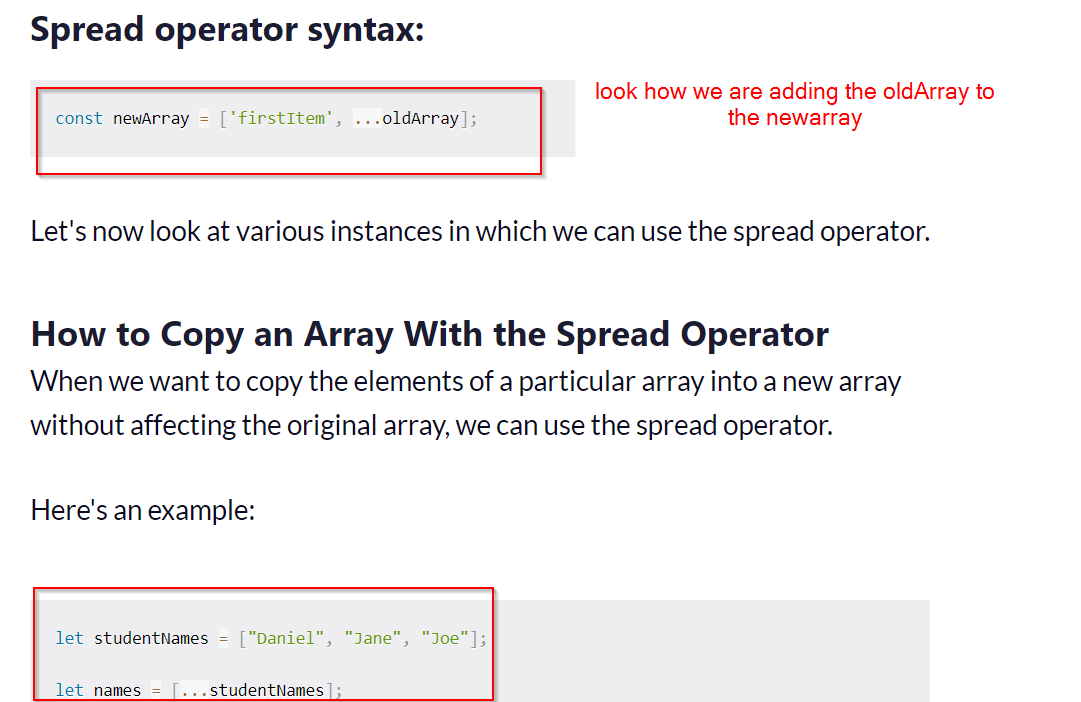 Spread operator syntax:
const newArray = ['firstItem', ...oldArray];
look how we are adding the oldArray to
the newarray
Let's now look at various instances in which we can use the spread operator.
How to Copy an Array With the Spread Operator
When we want to copy the elements of a particular array into a new array
without affecting the original array, we can use the spread operator.
Here's an example:
let studentNames = ["Daniel", "Jane", "Joe"];
let names = [...studentNames];